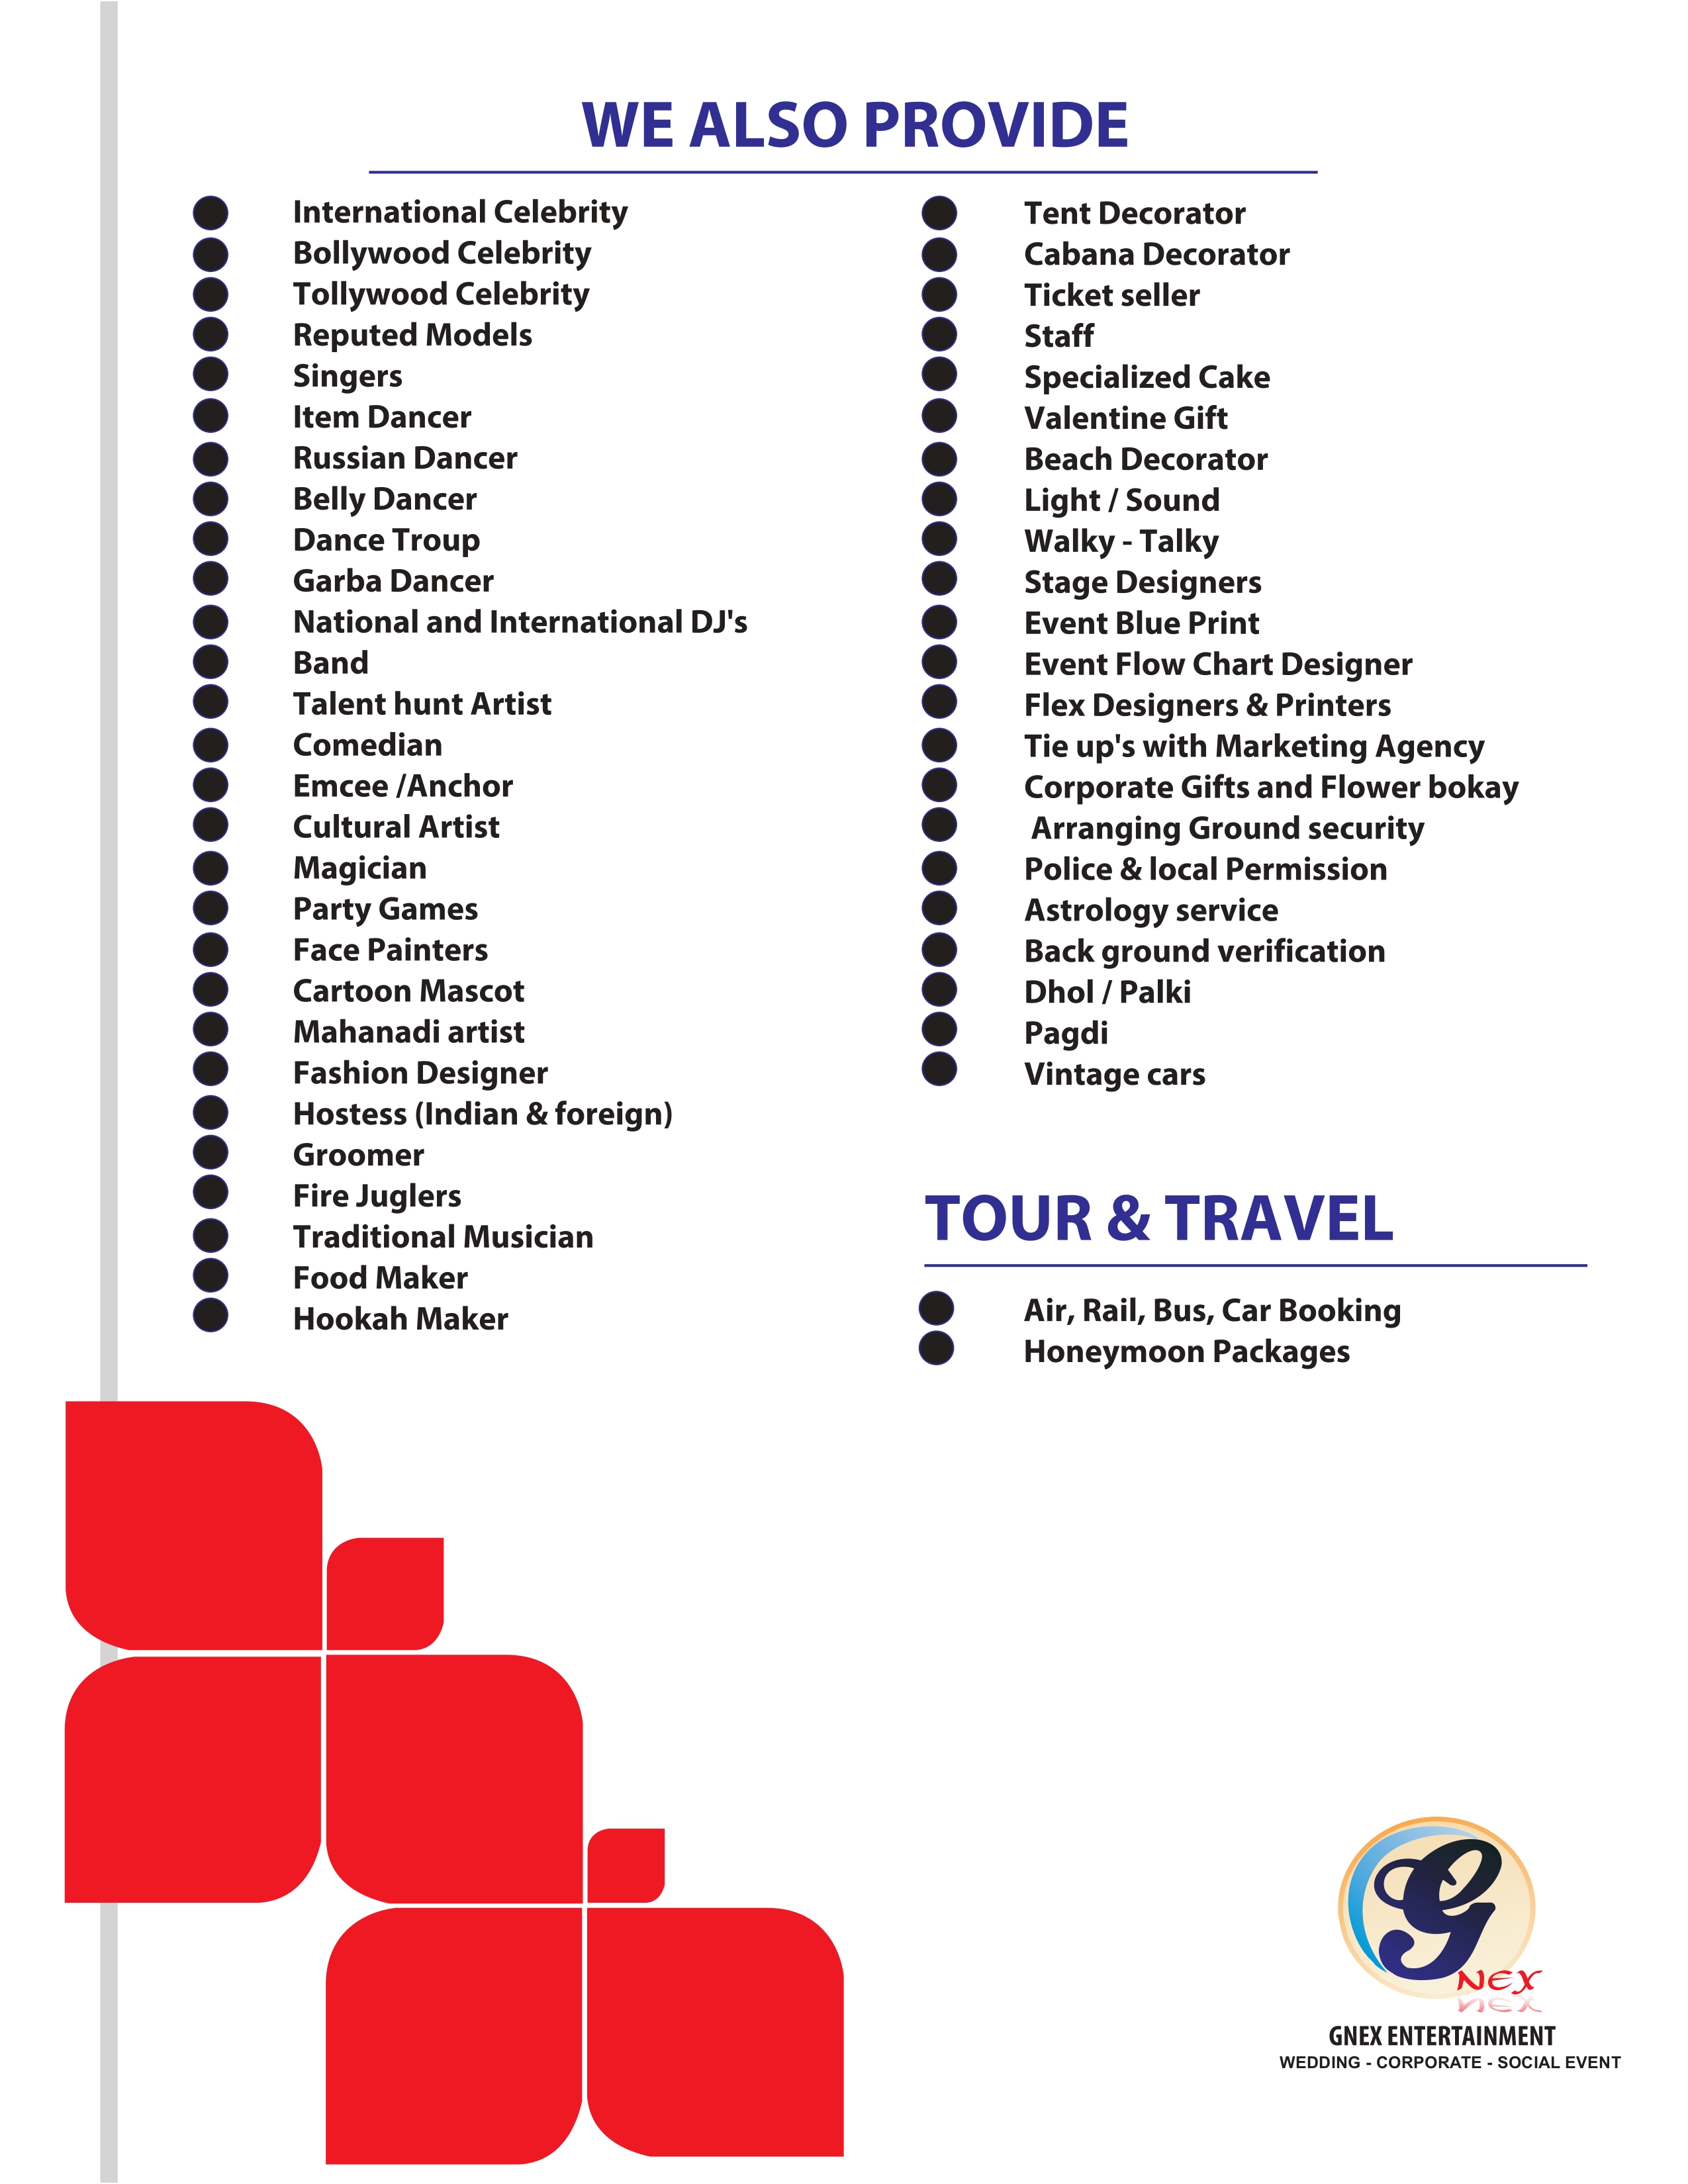 WE ALSO PROVIDE
International Celebrity
Bollywood Celebrity
Tollywood Celebrity
Reputed Models
Singers
Item Dancer
Russian Dancer
Belly Dancer
Dance Troup
Garba Dancer
National and International DJ's
Band
Talent hunt Artist
Comedian
Emcee /Anchor
Cultural Artist
Magician
Party Games
Face Painters
Cartoon Mascot
Mahanadi artist
Fashion Designer
Hostess (Indian & foreign)
Groomer
Fire Juglers
Traditional Musician
Food Maker
Hookah Maker
Tent Decorator
Cabana Decorator
Ticket seller
Staff
Specialized Cake
Valentine Gift
Beach Decorator
Light / Sound
Walky - Talky
Stage Designers
Event Blue Print
Event Flow Chart Designer
Flex Designers & Printers
Tie up's with Marketing Agency
Corporate Gifts and Flower bokay
Arranging Ground security
Police & local Permission
Astrology service
Back ground verification
Dhol / Palki
Pagdi
Vintage cars
TOUR & TRAVEL
Air, Rail, Bus, Car Booking
Honeymoon Packages
G
NEX
GNEX ENTERTAINMENT
WEDDING - CORPORATE - SOCIAL EVENT